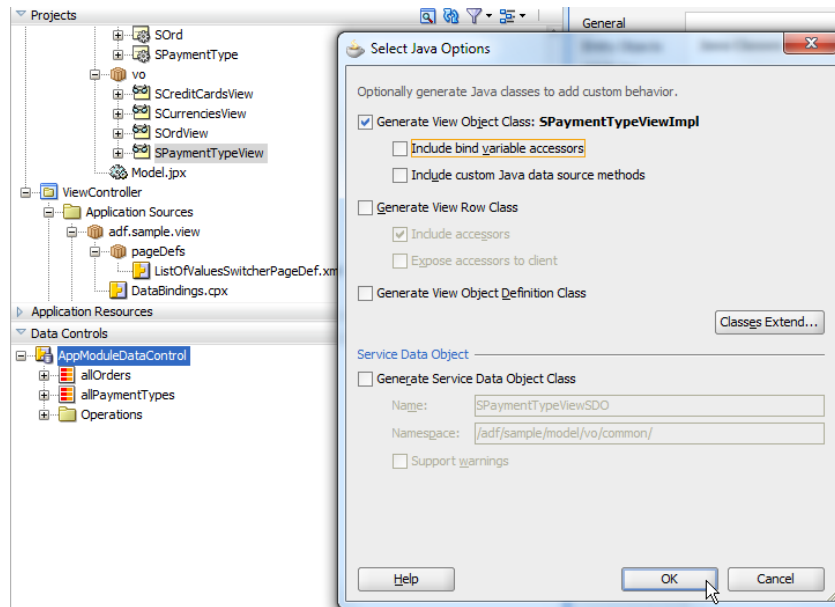 Projects
SOrd
SPaymentType
vo
SCreditCardsView
SCurrenciesView
SOrdView
SPaymentTypeView
Model.jpx
ViewController
Application Sources
adf.sample.view
pageDefs
ListOfValuesSwitcherPageDef.xm
DataBindings.cpx
Application Resources
Data Controls
AppModuleDataControl
allOrders
allPaymentTypes
Operations
General
Select Java Options
Optionally generate Java classes to add custom behavior.
Generate View Object Class: SPaymentTypeViewImpl
Include bind variable accessors
Include custom Java data source methods
Generate View Row Class
Include accessors
Expose accessors to client
Generate View Object Definition Class
Classes Extend...
Service Data Object
Generate Service Data Object Class
Name: SPaymentTypeViewSDO
Namespace: /adf/sample/model/vo/common/
Support warnings
Help OK Cancel